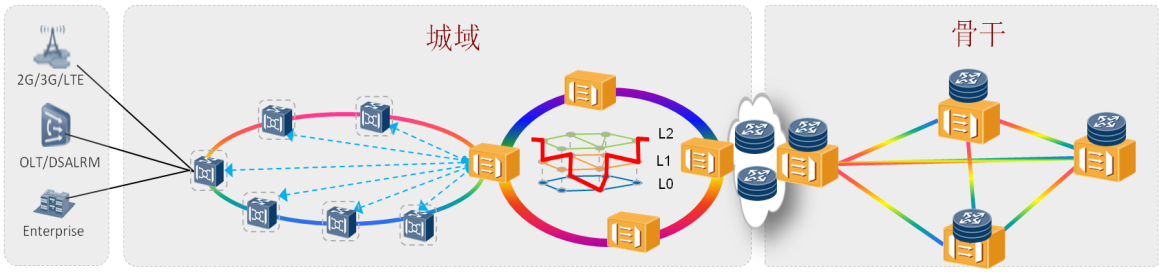 城域
骨干
2G/3G/LTE
OLT/DSALRM
Enterprise
L2
L1
L0